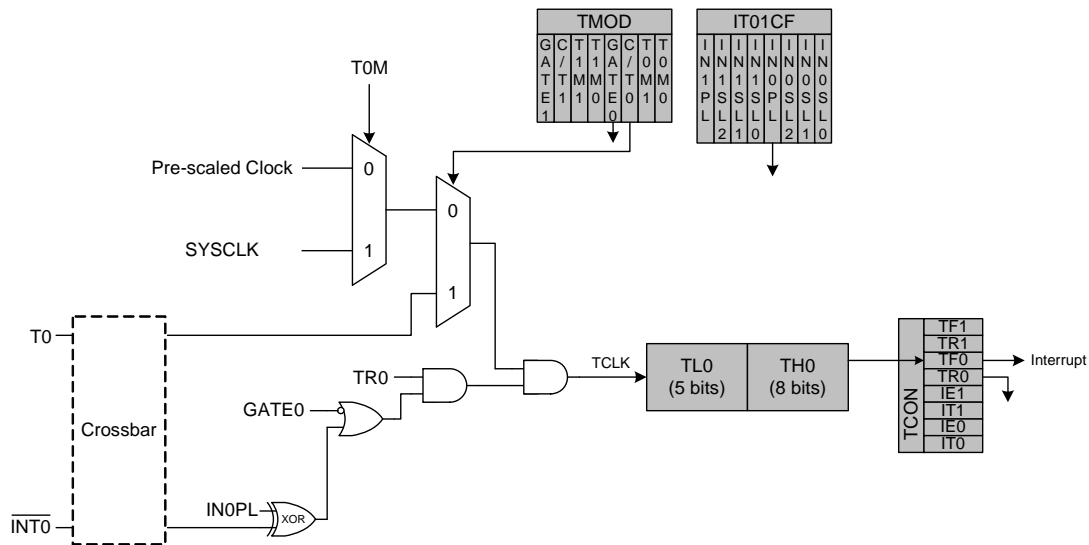 TMOD
GATE1
C/T1
T1M1
T1M0
GATE0
C/T0
T0M1
T0M0
IT01CF
IN1PL
IN1SL2
IN1SL1
IN1SL0
IN0PL
IN0SL2
IN0SL1
IN0SL0
T0M
Pre-scaled Clock
0
SYSCLK
1
0
1
T0
Crossbar
INT0
TR0
GATE0
IN0PL
XOR
TCLK
TL0
(5 bits)
TH0
(8 bits)
TCON
TF1
TR1
TF0
TR0
IE1
IT1
IE0
IT0
Interrupt